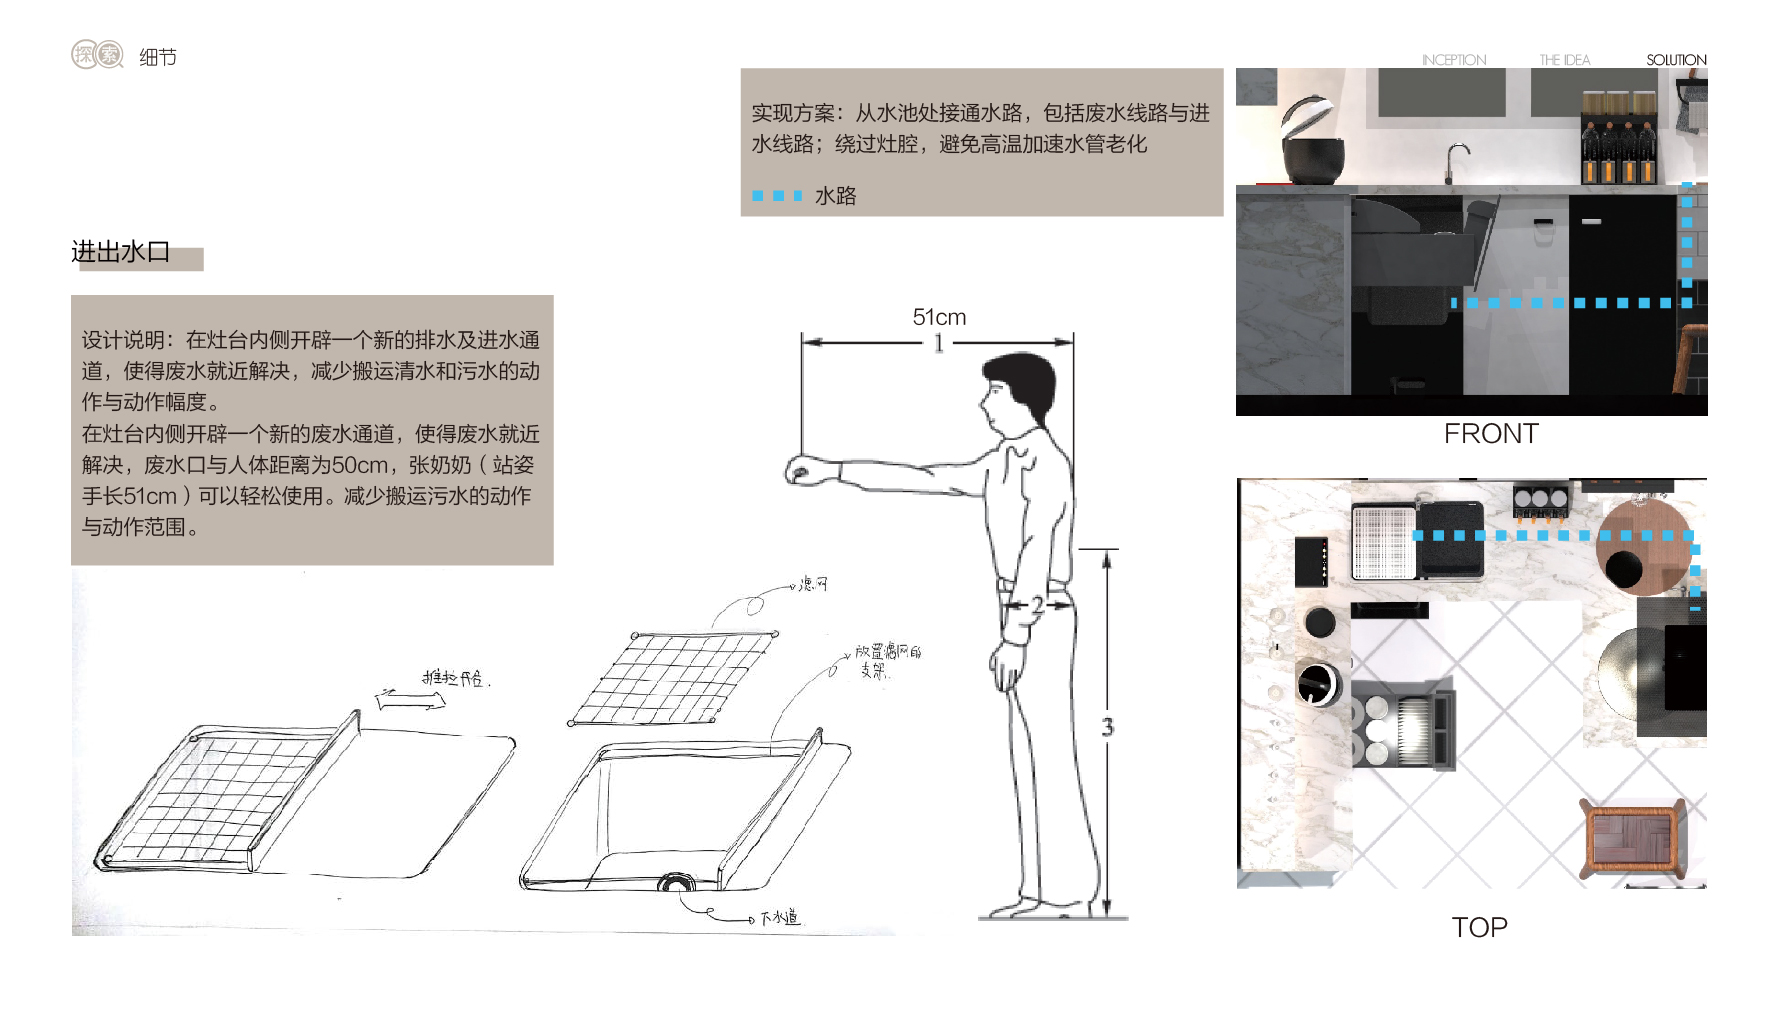 探索 细节
INCEPTION THE IDEA SOLUTION
实现方案：从水池处接通水路，包括废水线路与进
水线路；绕过灶腔，避免高温加速水管老化
水路
进出水口
设计说明：在灶台内侧开辟一个新的排水及进水通
道，使得废水就近解决，减少搬运清水和污水的动
作与动作幅度。
在灶台内侧开辟一个新的废水通道，使得废水就近
解决，废水口与人体距离为50cm，张奶奶（站姿
手长51cm）可以轻松使用。减少搬运污水的动作
与动作范围。
51cm
1
2
3
滤网
放置滤网的
支架.
推拉开合.
下水道
FRONT
TOP